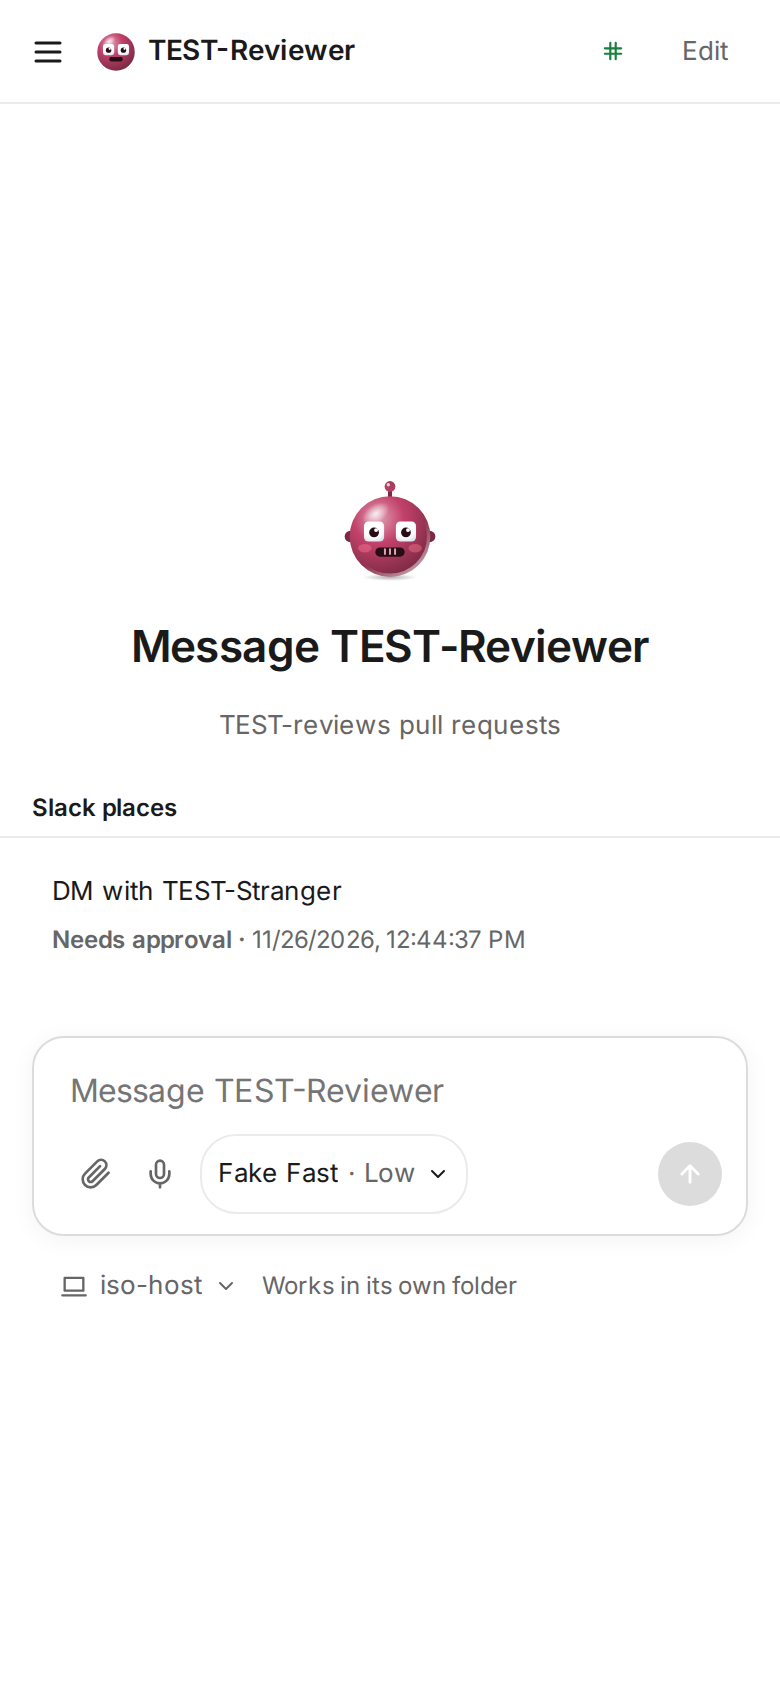 TEST-Reviewer
Edit
Message TEST-Reviewer
TEST-reviews pull requests
Slack places
DM with TEST-Stranger
Needs approval · 11/26/2026, 12:44:37 PM
Message TEST-Reviewer
Fake Fast · Low
iso-host
Works in its own folder